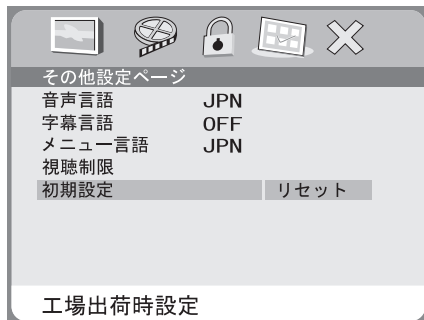 その他設定ページ
音声言語 JPN
字幕言語 OFF
メニュー言語 JPN
視聴制限
初期設定 リセット
工場出荷時設定